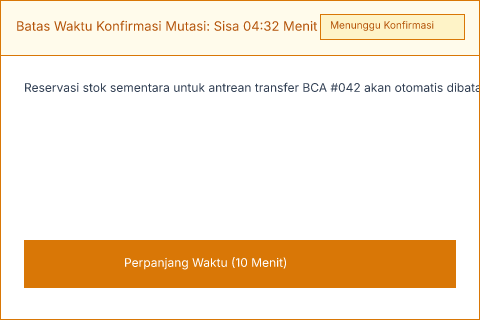 Batas Waktu Konfirmasi Mutasi: Sisa 04:32 Menit
Menunggu Konfirmasi
Reservasi stok sementara untuk antrean transfer BCA #042 akan otomatis
Perpanjang Waktu (10 Menit)